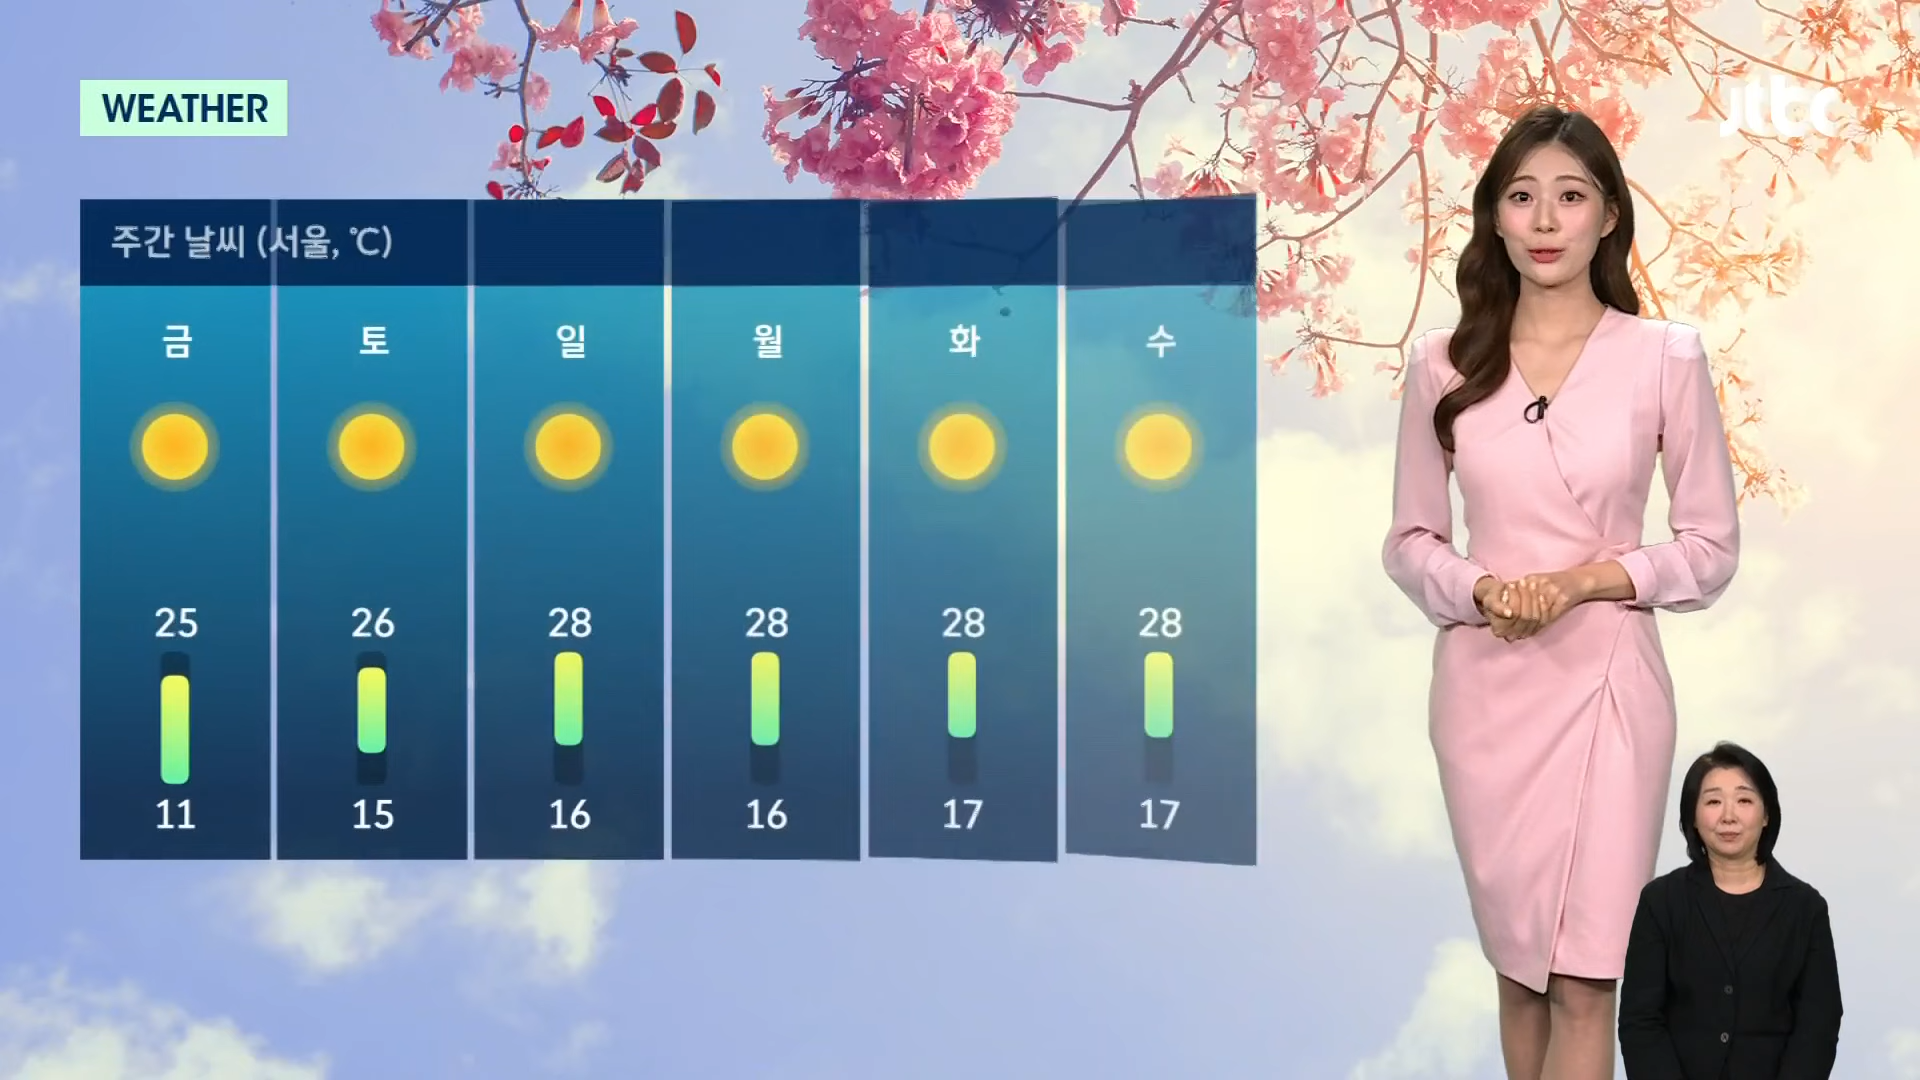 WEATHER
jtbc
주간 날씨 (서울, ℃)
금 토 일 월 화 수
25 26 28 28 28 28
11 15 16 16 17 17